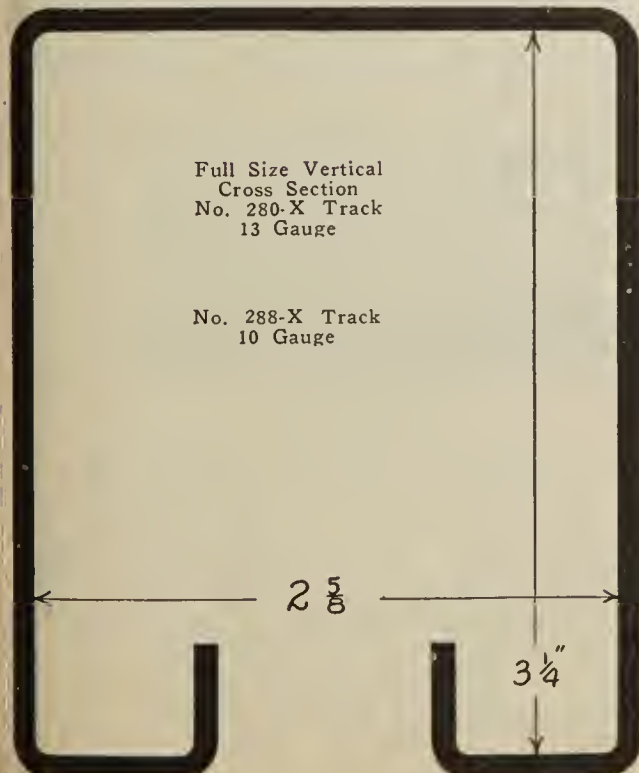 Full Size Vertical
Cross Section
No. 280-X Track
13 Gauge
No. 288-X Track
10 Gauge
2 5/8
3 1/4"